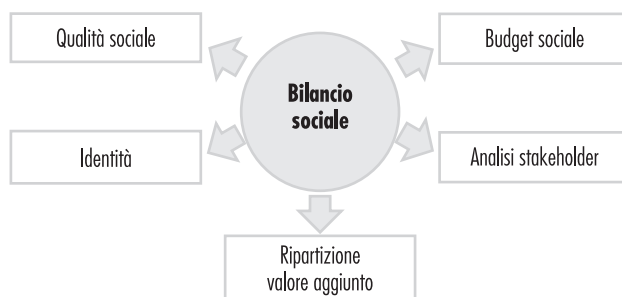 Qualità sociale
Budget sociale
Bilancio
sociale
Identità
Analisi stakeholder
Ripartizione
valore aggiunto